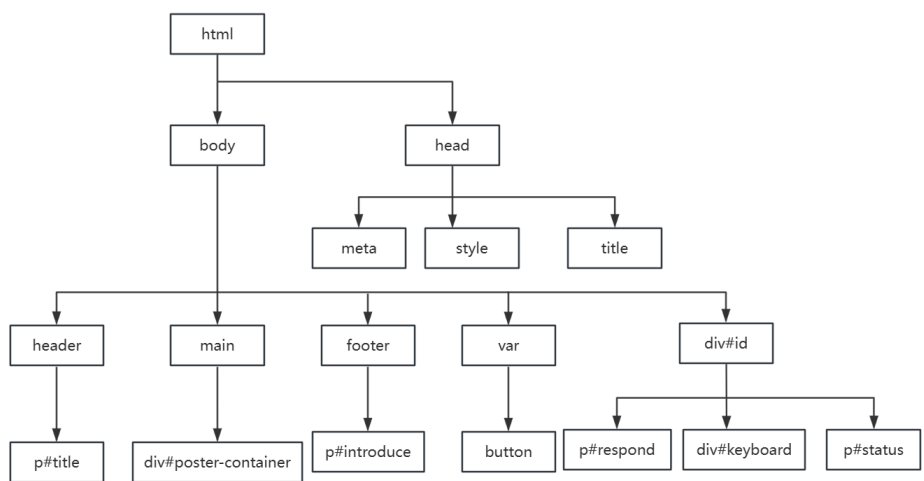 html
body
head
meta
style
title
header
main
footer
var
div#id
p#title
div#poster-container
p#introduce
button
p#respond
div#keyboard
p#status